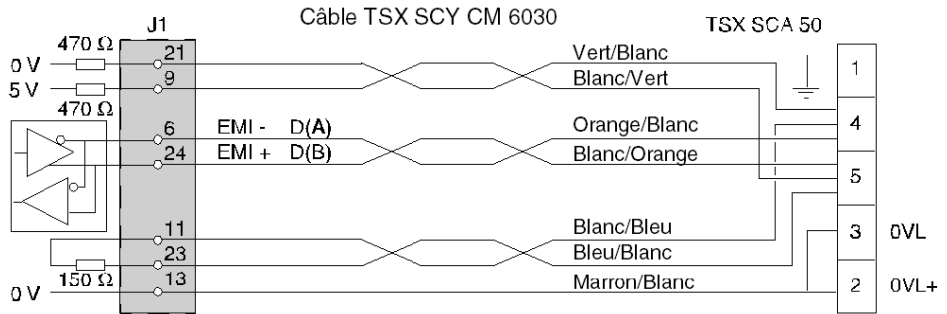 Câble TSX SCY CM 6030
J1
TSX SCA 50
470 Ω
21
Vert/Blanc
0 V
1
9
Blanc/Vert
5 V
470 Ω
6
EMI - D(A)
Orange/Blanc
4
24
EMI + D(B)
Blanc/Orange
5
11
Blanc/Bleu
3
0VL
23
Bleu/Blanc
150 Ω
13
Marron/Blanc
0 V
2
0VL+